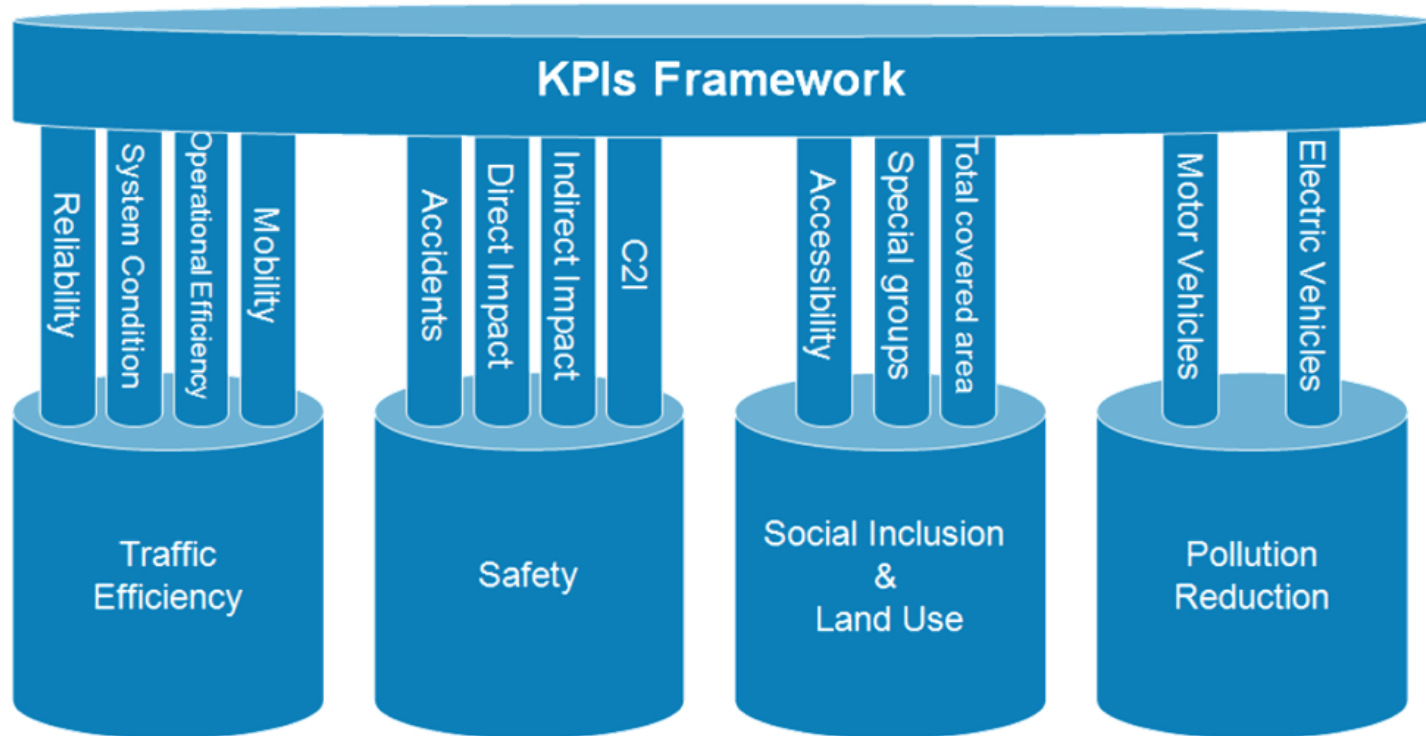 KPIs Framework
Reliability
System Condition
Operational Efficiency
Mobility
Accidents
Direct Impact
Indirect Impact
C2I
Accessibility
Special groups
Total covered area
Motor Vehicles
Electric Vehicles
Traffic
Efficiency
Safety
Social Inclusion
&
Land Use
Pollution
Reduction